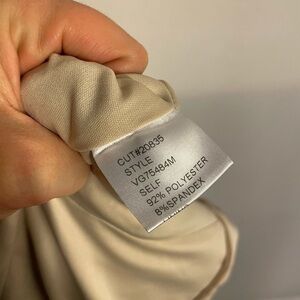 CUT#20835
STYLE
VG75484M
SELF
92% POLYESTER
8%SPANDEX